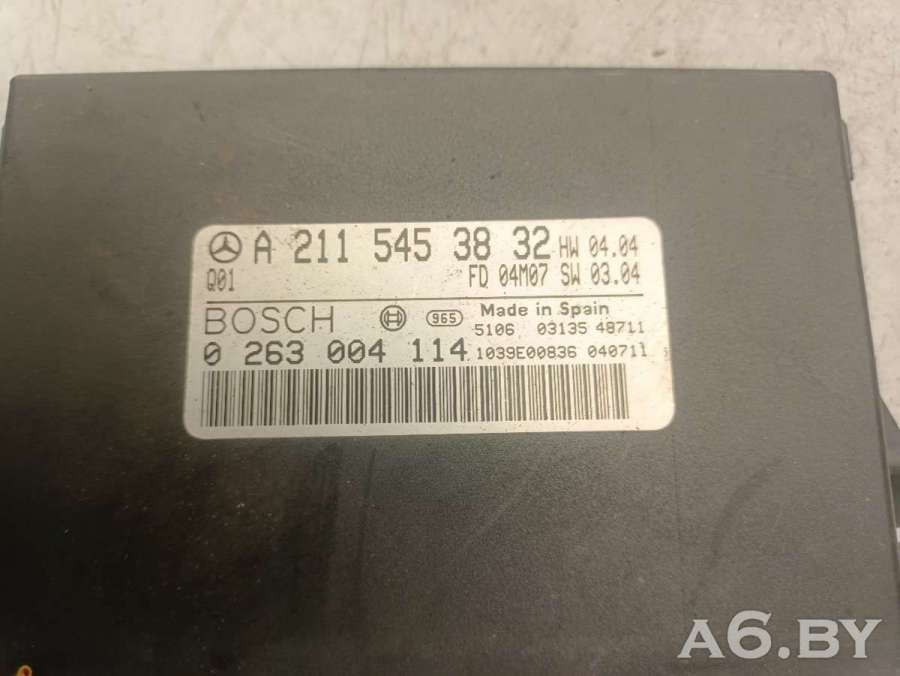 A 211 545 38 32 HW 04.04
Q01 FD 04M07 SW 03.04
BOSCH 965 Made in Spain
5106 03135 48711
0 263 004 114 1039E00836 040711
A6.BY